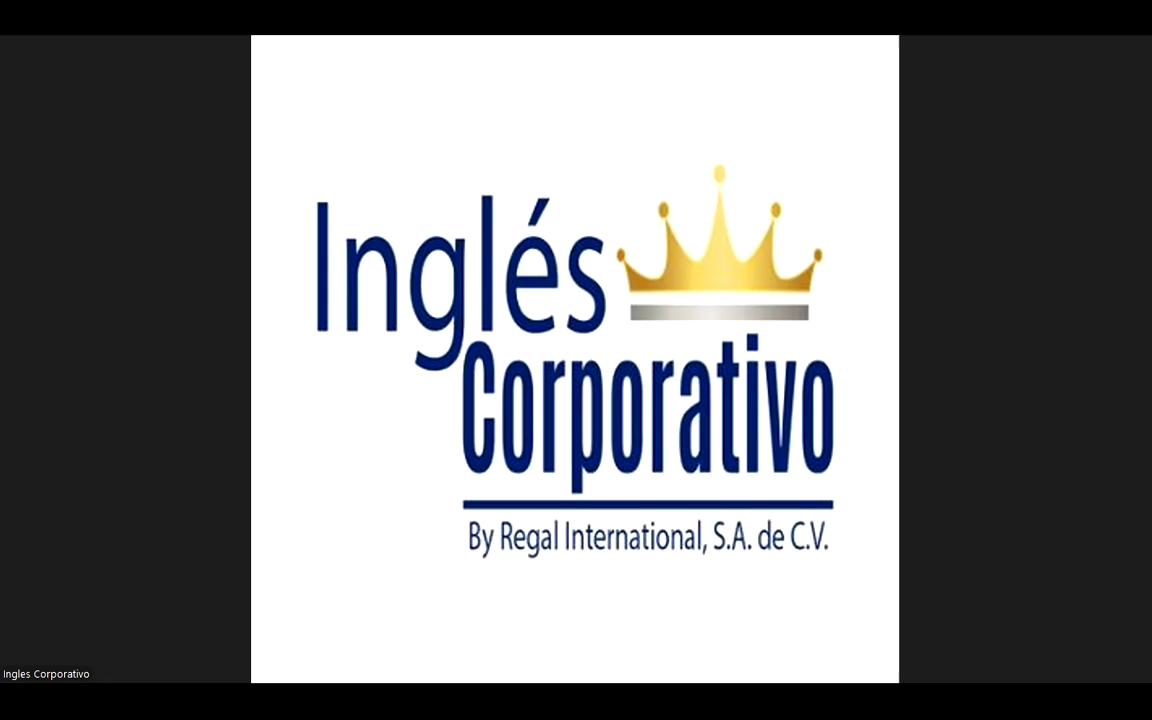 Inglés
Corporativo
By Regal International, S.A. de C.V.
Ingles Corporativo